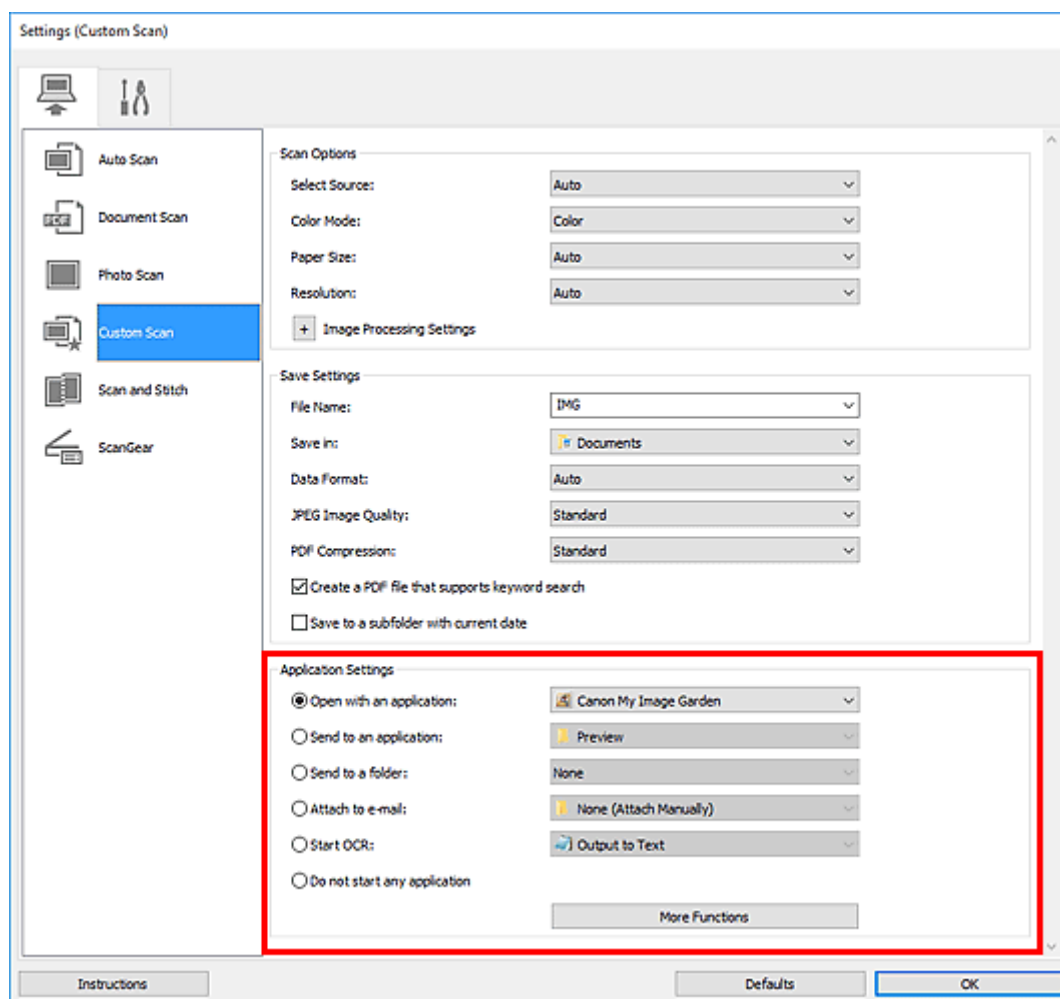 Settings (Custom Scan)
Auto Scan
Document Scan
Photo Scan
Custom Scan
Scan and Stitch
ScanGear
Scan Options
Select Source: Auto
Color Mode: Color
Paper Size: Auto
Resolution: Auto
+ Image Processing Settings
Save Settings
File Name: IMG
Save in: Documents
Data Format: Auto
JPEG Image Quality: Standard
PDF Compression: Standard
Create a PDF file that supports keyword search
Save to a subfolder with current date
Application Settings
Open with an application: Canon My Image Garden
Send to an application: Preview
Send to a folder: None
Attach to e-mail: None (Attach Manually)
Start OCR: Output to Text
Do not start any application
More Functions
Instructions Defaults OK